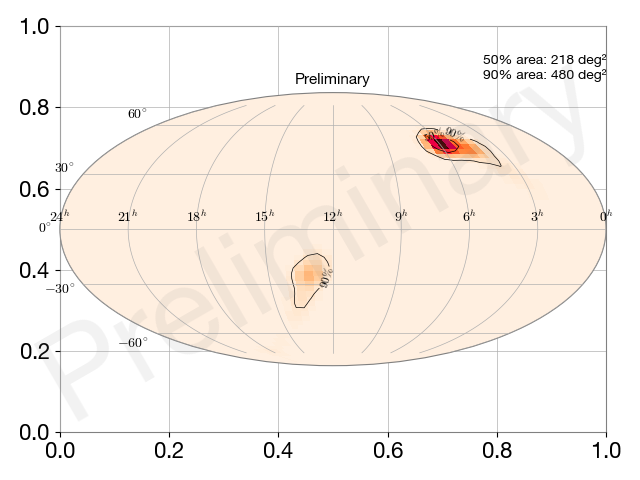 50% area: 218 deg²
90% area: 480 deg²
Preliminary
1.0
0.8
0.6
0.4
0.2
0.0
0.0 0.2 0.4 0.6 0.8 1.0
60°
30°
0°
−30°
−60°
24h 21h 18h 15h 12h 9h 6h 3h 0h
90%
90%
Preliminary